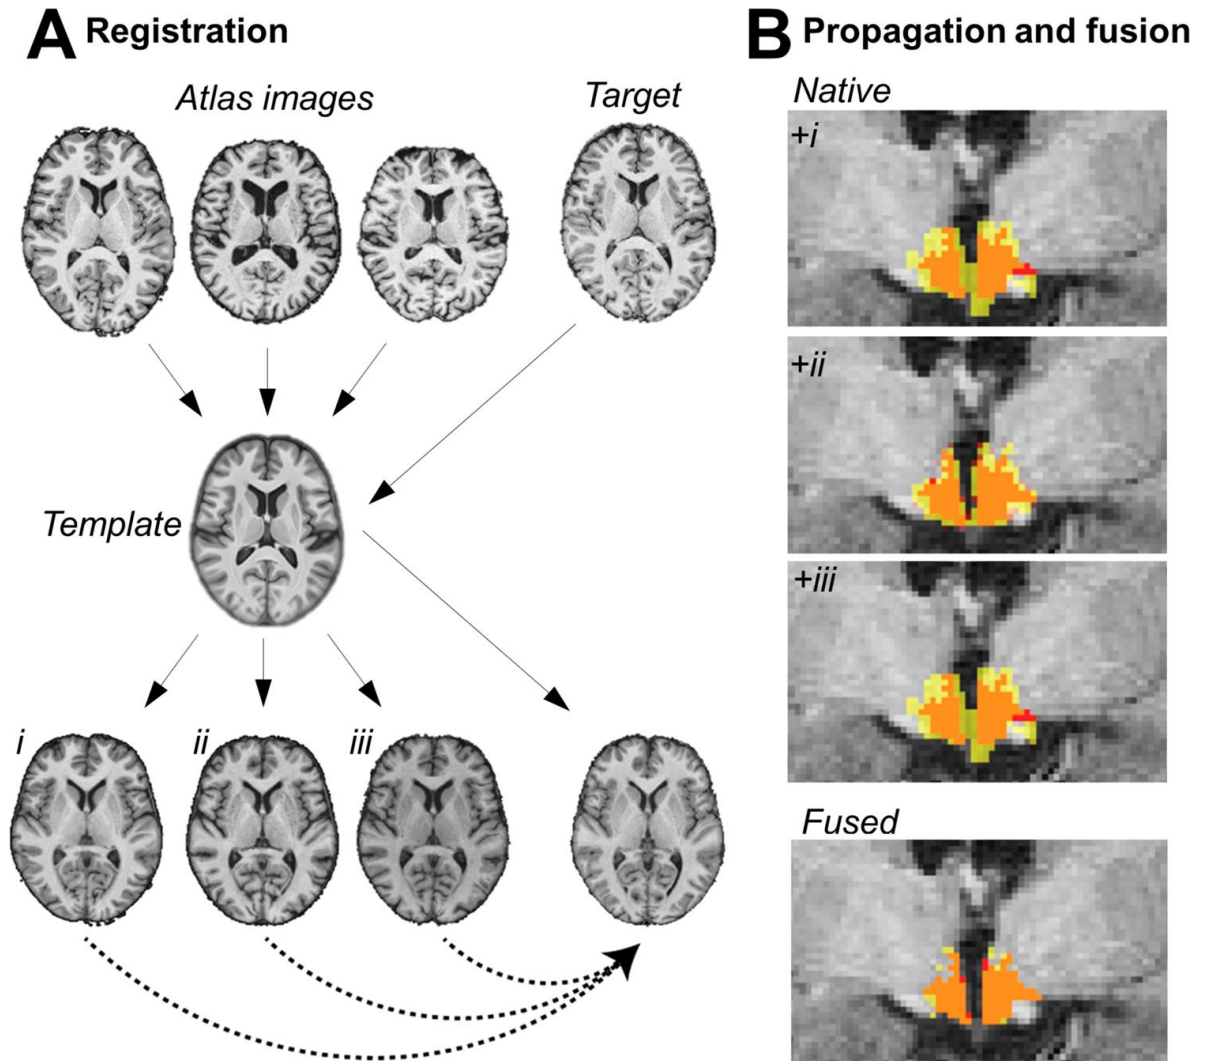 A Registration
Atlas images
Target
Template
i
ii
iii
B Propagation and fusion
Native
+i
+ii
+iii
Fused